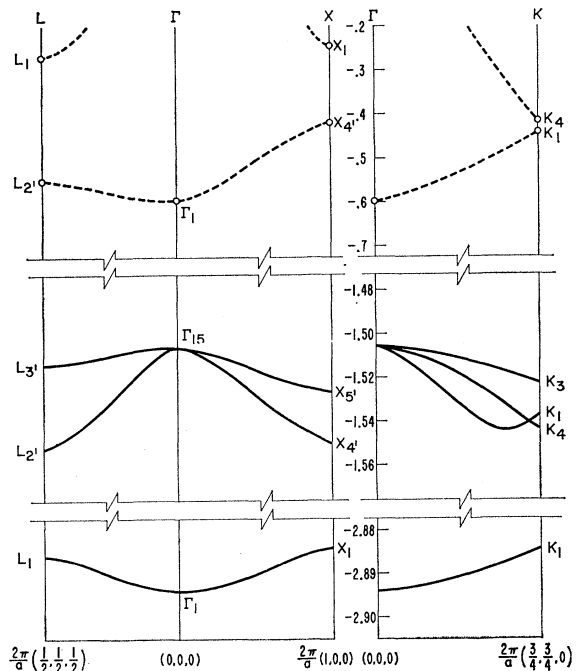 L Γ X Γ K
-.2
L1 X1 -.3
X4' -.4 K4
K1
-.5
L2' Γ1 -.6
-.7
-1.48
Γ15 -1.50
L3' X5' -1.52 K3
K1
-1.54 K4
L2' X4' -1.56
-2.88
L1 X1 K1
-2.89
Γ1
-2.90
2π/a (1/2, 1/2, 1/2) (0,0,0) 2π/a (1,0,0) (0,0,0) 2π/a (3/4, 3/4, 0)